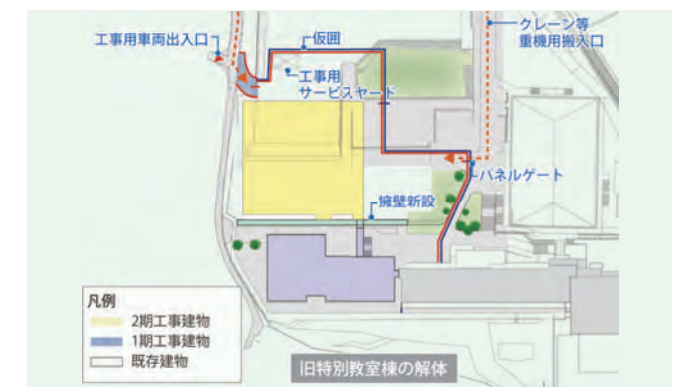 工事用車両出入口
仮囲
クレーン等
重機用搬入口
工事用
サービスヤード
パネルゲート
擁壁新設
凡例
2期工事建物
1期工事建物
既存建物
旧特別教室棟の解体